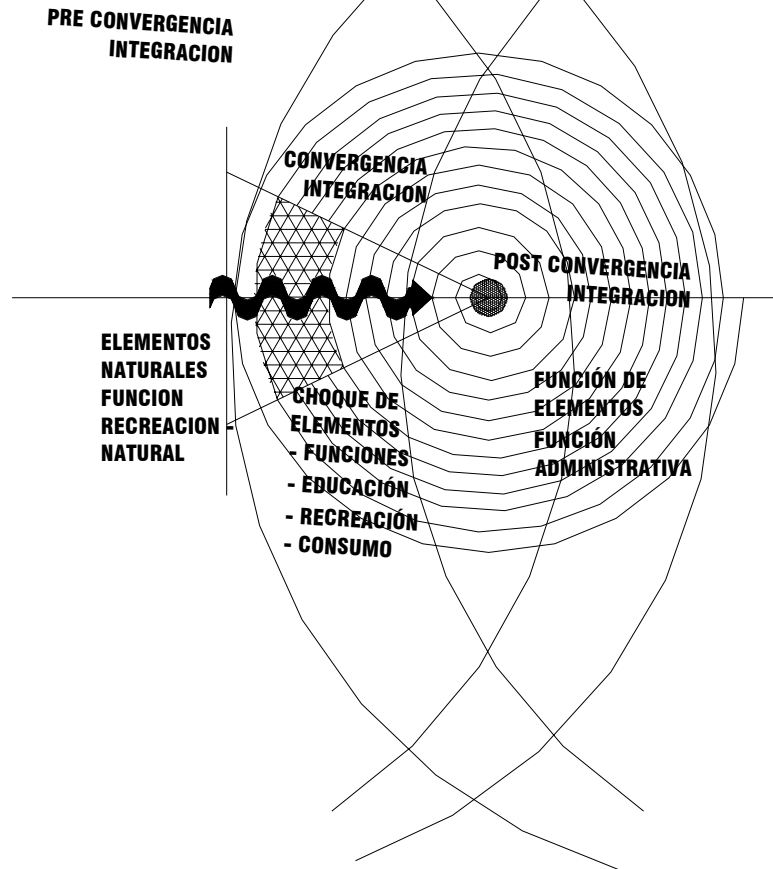 PRE CONVERGENCIA
INTEGRACION
CONVERGENCIA
INTEGRACION
POST CONVERGENCIA
INTEGRACION
ELEMENTOS
NATURALES
FUNCION
RECREACION -
NATURAL
CHOQUE DE
ELEMENTOS
- FUNCIONES
- EDUCACIÓN
- RECREACIÓN
- CONSUMO
FUNCIÓN DE
ELEMENTOS
FUNCIÓN
ADMINISTRATIVA